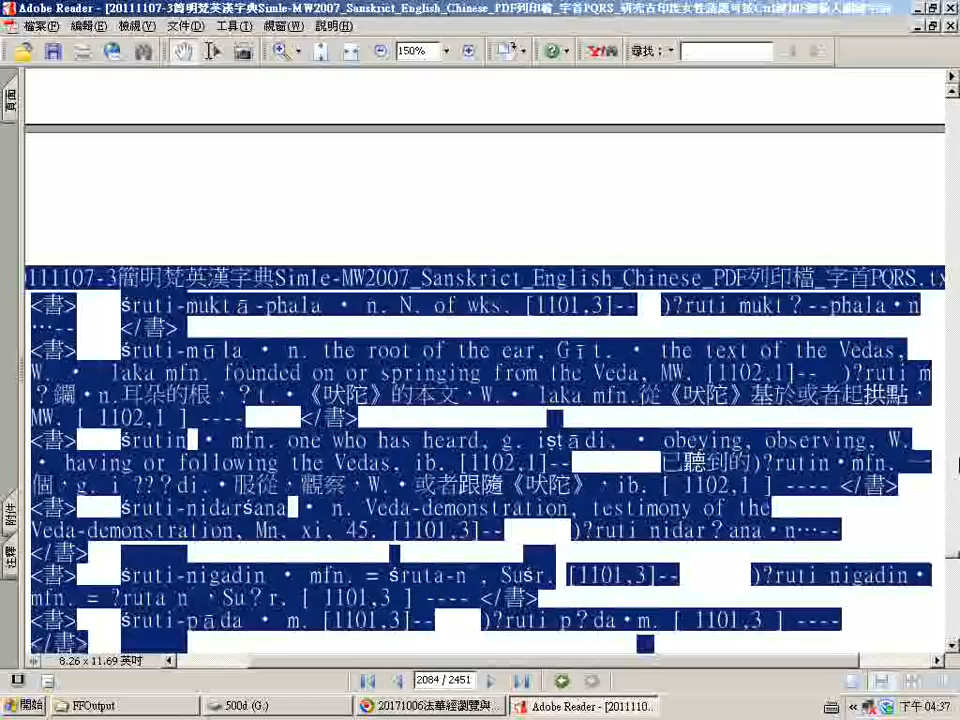 Adobe Reader - [20111107-3簡明梵英漢字典Simle-MW2007_Sanskrict_English_Chinese_PDF列印檔_字首PQRS_
檔案(F) 編輯(E) 檢視(V) 文件(D) 工具(T) 視窗(W) 說明(H)
150% 尋找:
頁面
111107-3簡明梵英漢字典Simle-MW2007_Sanskrict_English_Chinese_PDF列印檔_字首PQRS.tx
<書> śruti-muktā-phala · n. N. of wks. [1101,3]-- )?ruti mukt?--phala·n
…-- </書>
<書> śruti-mūla · n. the root of the ear, Gīt. · the text of the Vedas,
W. · laka mfn. founded on or springing from the Veda, MW. [1102,1]-- )?ruti m
?鑭·n.耳朵的根,?t.·《吠陀》的本文,W.· laka mfn.從《吠陀》基於或者起拱點,
MW. [ 1102,1 ] ---- </書>
<書> śrutin · mfn. one who has heard, g. iṣṭādi. · obeying, observing, W.
· having or following the Vedas, ib. [1102,1]-- 已聽到的)?rutin·mfn. 一
個,g. i ???di.·服從,觀察,W.·或者跟隨《吠陀》,ib. [ 1102,1 ] ---- </書>
<書> śruti-nidarśana · n. Veda-demonstration, testimony of the
Veda-demonstration, Mn. xi, 45. [1101,3]-- )?ruti nidar?ana·n…--
</書>
<書> śruti-nigadin · mfn. = śruta-n , Suśr. [1101,3]-- )?ruti nigadin·
mfn. = ?ruta n ,Su?r. [ 1101,3 ] ---- </書>
<書> śruti-pāda · m. [1101,3]-- )?ruti p?da·m. [ 1101,3 ] ----
</書>
附件
注釋
8.26 x 11.69 英吋
2084 / 2451
開始 FFOutput 500d (G:) 20171006法華經瀏覽與... Adobe Reader - [2011110... 下午 04:37